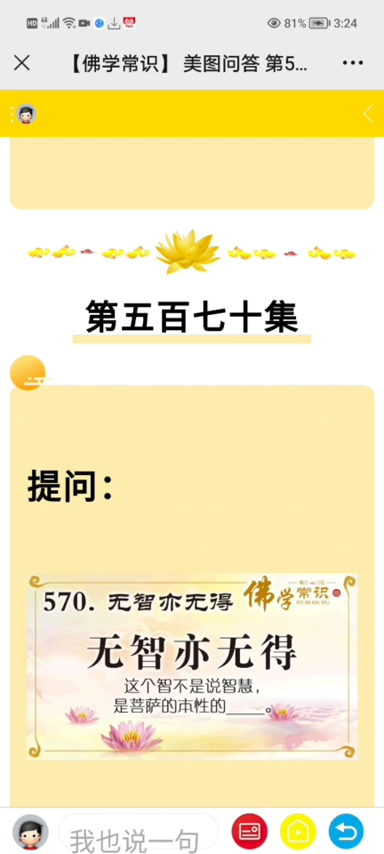 81% 3:24
【佛学常识】 美图问答 第5...
第五百七十集
提问：
570. 无智亦无得
佛学常识
无智亦无得
这个智不是说智慧，
是菩萨的本性的____。
我也说一句